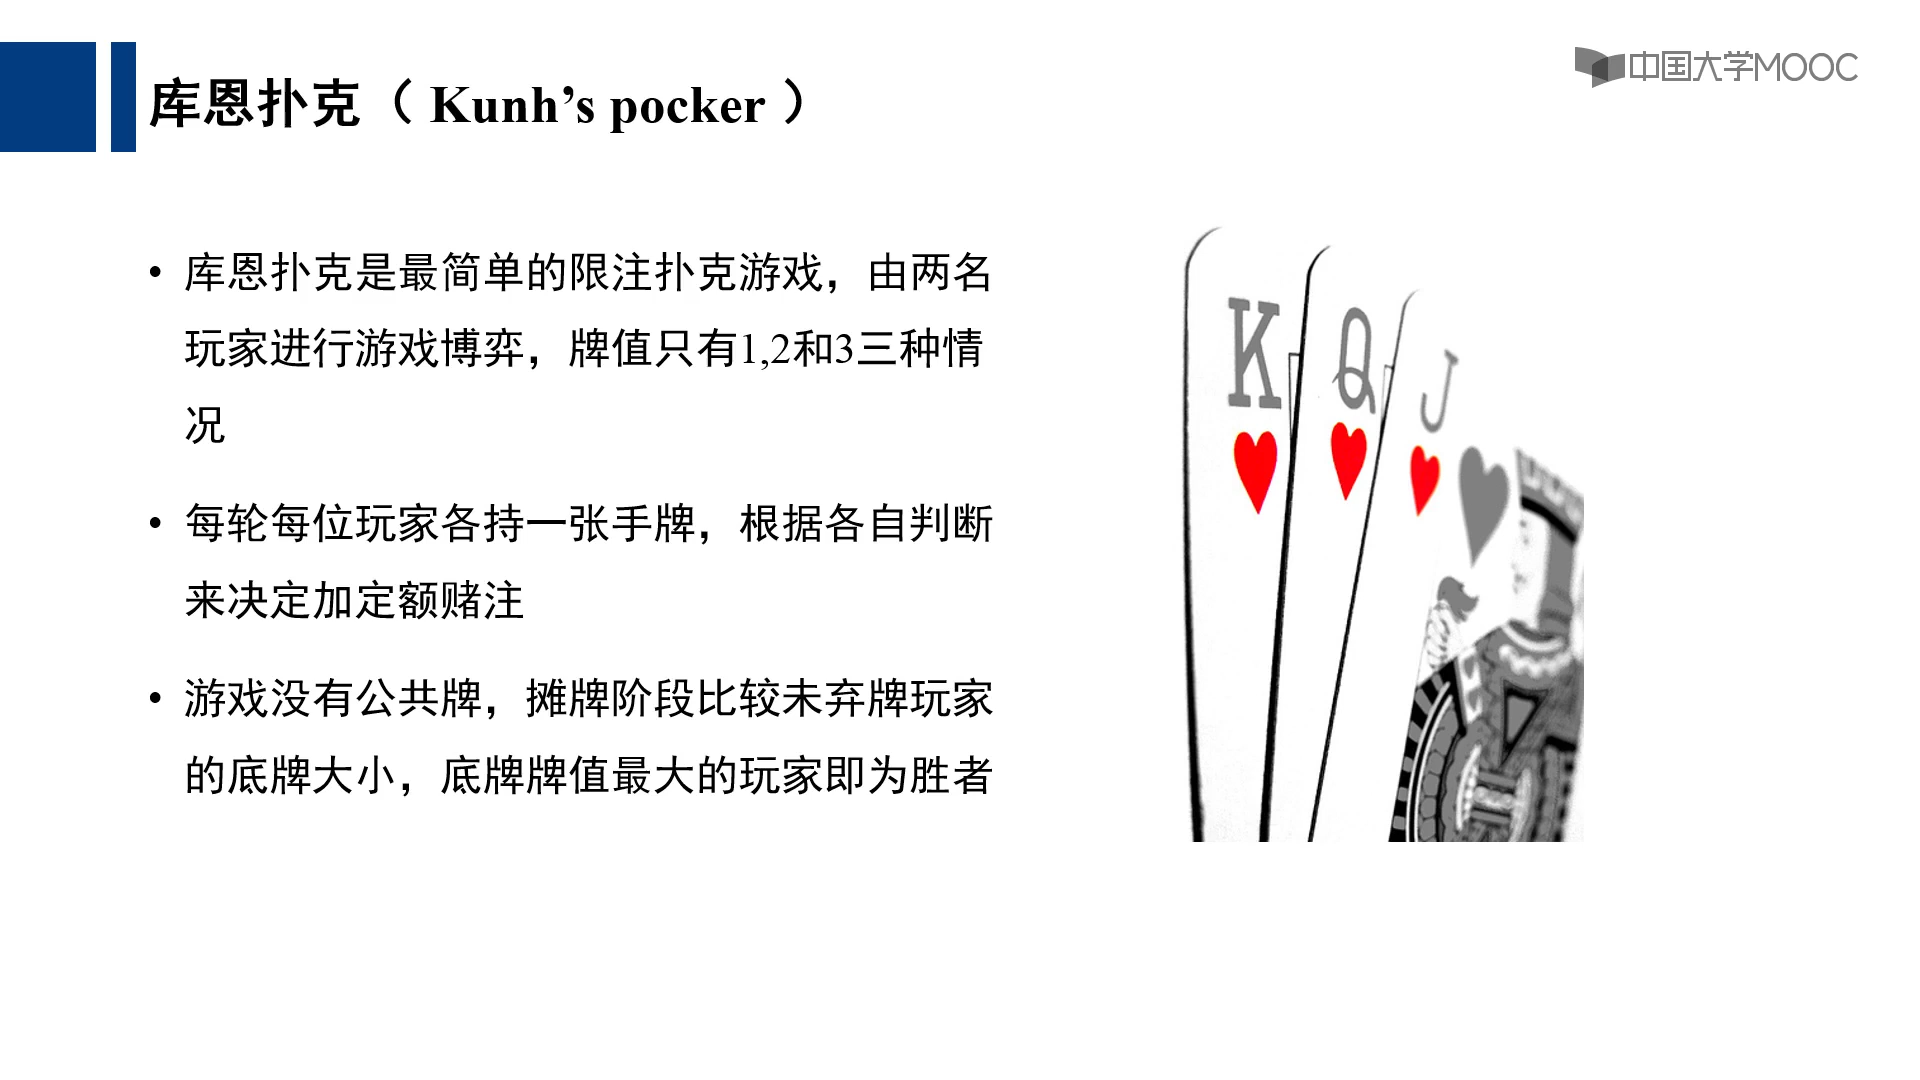 库恩扑克（ Kunh’s pocker ）
中国大学MOOC
• 库恩扑克是最简单的限注扑克游戏，由两名
玩家进行游戏博弈，牌值只有1,2和3三种情
况
• 每轮每位玩家各持一张手牌，根据各自判断
来决定加定额赌注
• 游戏没有公共牌，摊牌阶段比较未弃牌玩家
的底牌大小，底牌牌值最大的玩家即为胜者
K
Q
J